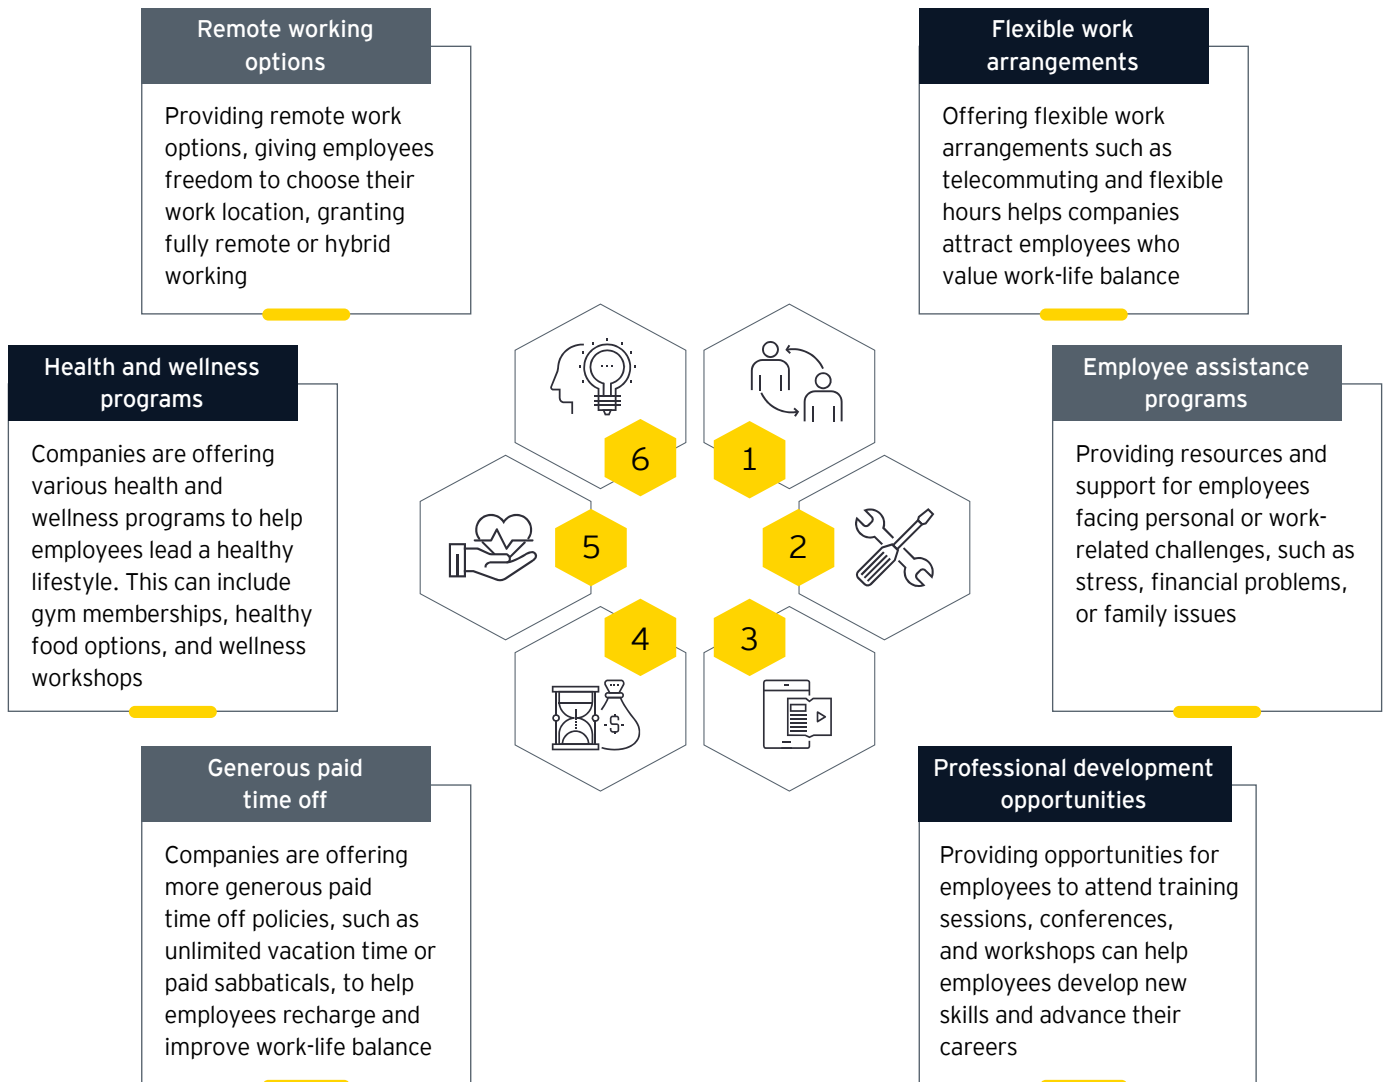 Remote working
options
Providing remote work
options, giving employees
freedom to choose their
work location, granting
fully remote or hybrid
working
Flexible work
arrangements
Offering flexible work
arrangements such as
telecommuting and flexible
hours helps companies
attract employees who
value work-life balance
Health and wellness
programs
Companies are offering
various health and
wellness programs to help
employees lead a healthy
lifestyle. This can include
gym memberships, healthy
food options, and wellness
workshops
6
1
5
2
4
3
$
Employee assistance
programs
Providing resources and
support for employees
facing personal or work-
related challenges, such as
stress, financial problems,
or family issues
Generous paid
time off
Companies are offering
more generous paid
time off policies, such as
unlimited vacation time or
paid sabbaticals, to help
employees recharge and
improve work-life balance
Professional development
opportunities
Providing opportunities for
employees to attend training
sessions, conferences,
and workshops can help
employees develop new
skills and advance their
careers